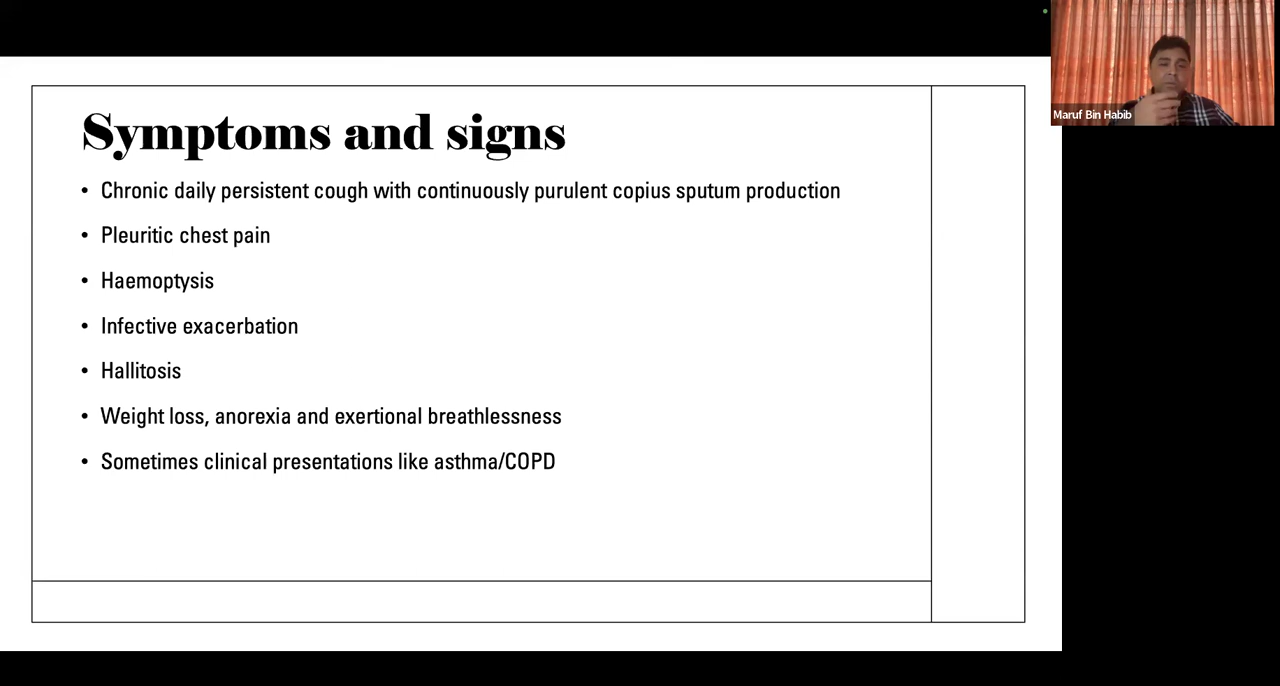 Symptoms and signs
• Chronic daily persistent cough with continuously purulent copius sputum production
• Pleuritic chest pain
• Haemoptysis
• Infective exacerbation
• Hallitosis
• Weight loss, anorexia and exertional breathlessness
• Sometimes clinical presentations like asthma/COPD
Maruf Bin Habib